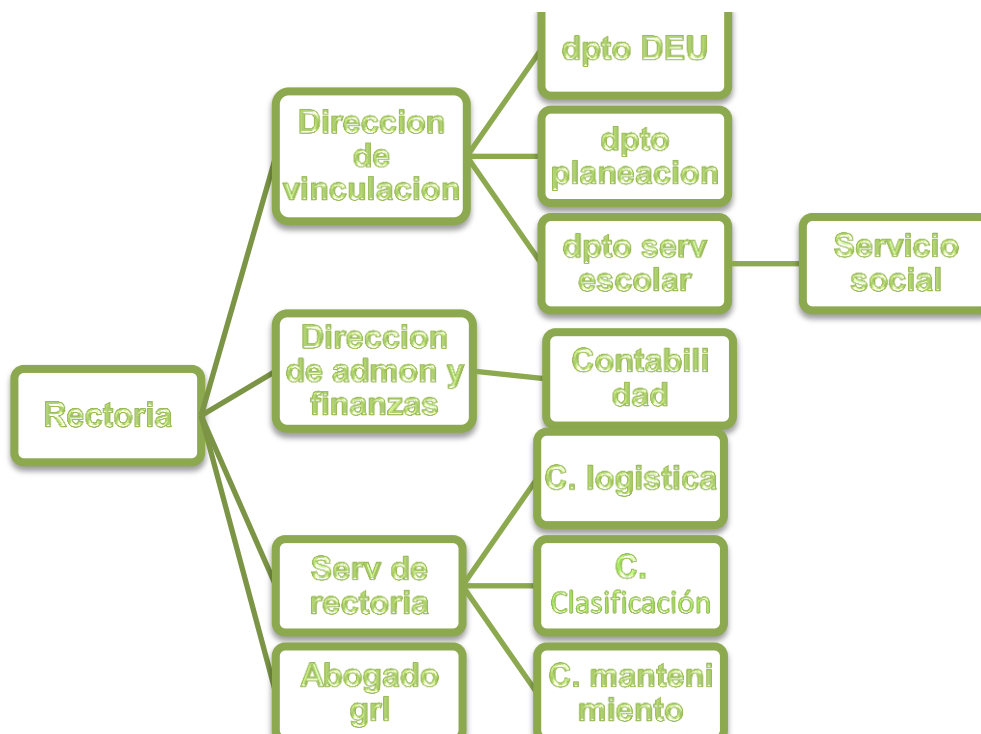 dpto DEU
Direccion
de
vinculacion
dpto
planeacion
dpto serv
escolar
Servicio
social
Direccion
de admon y
finanzas
Contabili
dad
Rectoria
C. logistica
Serv de
rectoria
C.
Clasificación
Abogado
grl
C. manteni
miento